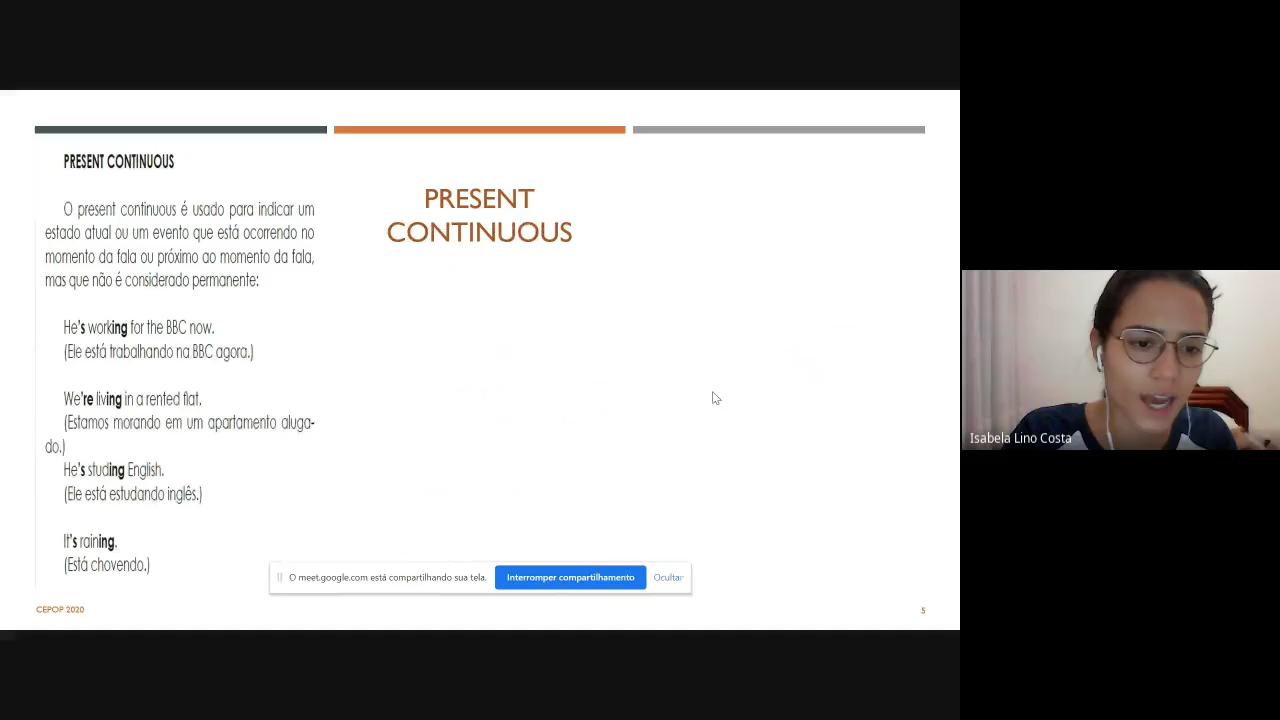 PRESENT CONTINUOUS
O present continuous é usado para indicar um
estado atual ou um evento que está ocorrendo no
momento da fala ou próximo ao momento da fala,
mas que não é considerado permanente:
He's working for the BBC now.
(Ele está trabalhando na BBC agora.)
We're living in a rented flat.
(Estamos morando em um apartamento aluga-
do.)
He's studing English.
(Ele está estudando inglês.)
It's raining.
(Está chovendo.)
PRESENT
CONTINUOUS
O meet.google.com está compartilhando sua tela.
Interromper compartilhamento
Ocultar
CEPOP 2020
5
Isabela Lino Costa